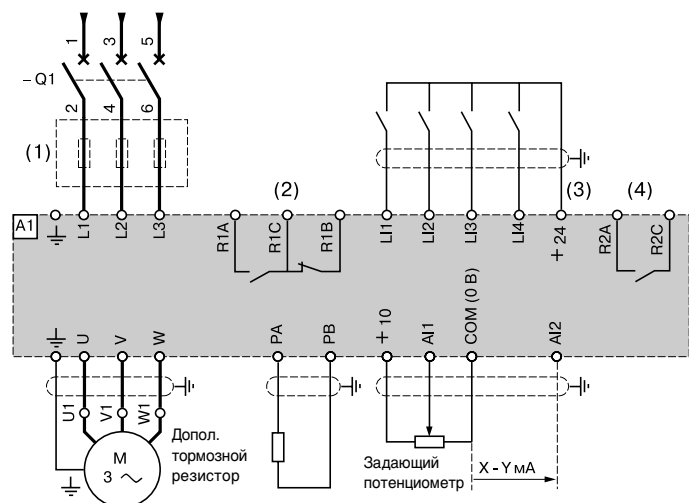 1 3 5
– Q1
2 4 6
(1) (2) (3) (4)
A1
L1 L2 L3 R1A R1C R1B LI1 LI2 LI3 LI4 + 24 R2A R2C
U V W PA PB + 10 AI1 COM (0 В) AI2
U1 V1 W1
М
3
Допол.
тормозной
резистор
Задающий
потенциометр
X - Y мА